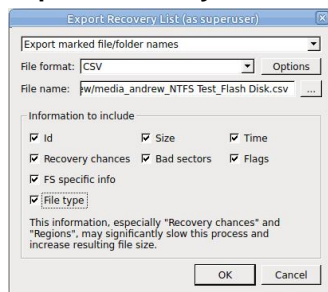 Export Recovery List (as superuser)
Export marked file/folder names
File format: CSV Options
File name: ew/media_andrew_NTFS Test_Flash Disk.csv ...
Information to include
Id Size Time
Recovery chances Bad sectors Flags
FS specific info
File type
This information, especially "Recovery chances" and
"Regions", may significantly slow this process and
increase resulting file size.
OK Cancel